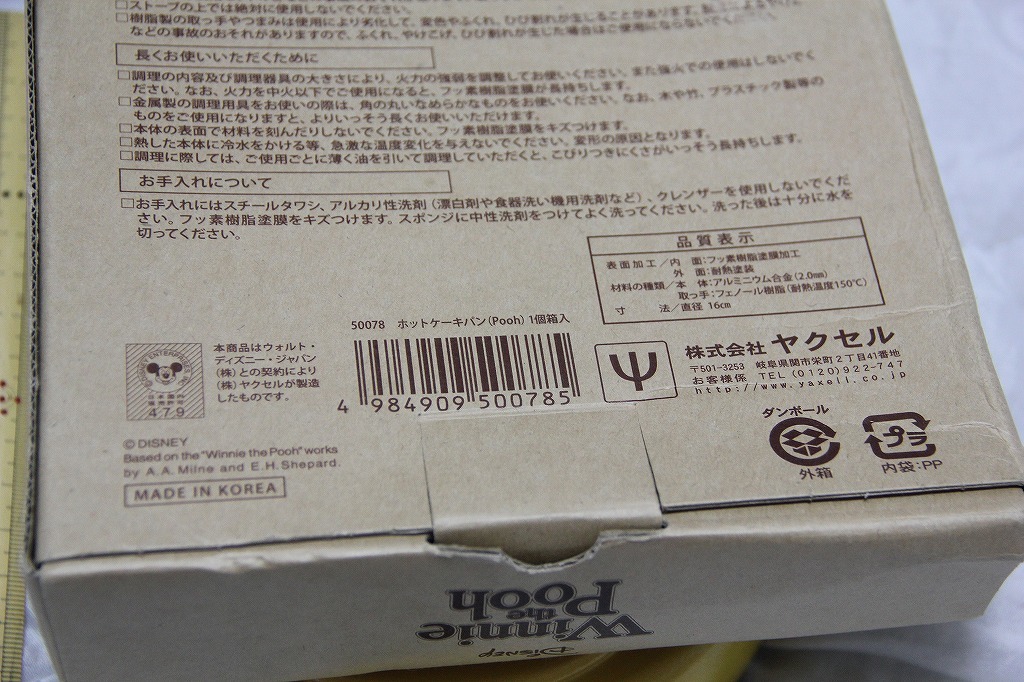 □ストーブの上では絶対に使用しないでください。
□樹脂製の取っ手やつまみは使用により劣化して、変色やふくれ、ひび割れが生じることがあります。
などの事故のおそれがありますので、ふくれ、やけこげ、ひび割れが生じた場合はご使用にならないでください。
長くお使いいただくために
□調理の内容及び調理器具の大きさにより、火力の強弱を調整してお使いください。また強火での使用はしないでく
ださい。なお、火力を中火以下でご使用になると、フッ素樹脂塗膜が長持ちします。
□金属製の調理用具をお使いの際は、角の丸いなめらかなものをお使いください。なお、木や竹、プラスチック製等の
ものをご使用になりますと、よりいっそう長くお使いいただけます。
□本体の表面で材料を刻んだりしないでください。フッ素樹脂塗膜をキズつけます。
□熱した本体に冷水をかける等、急激な温度変化を与えないでください。変形の原因となります。
□調理に際しては、ご使用ごとに薄く油を引いて調理していただくと、こびりつきにくさがいっそう長持ちします。
お手入れについて
□お手入れにはスチールタワシ、アルカリ性洗剤（漂白剤や食器洗い機用洗剤など）、クレンザーを使用しないでくだ
さい。フッ素樹脂塗膜をキズつけます。スポンジに中性洗剤をつけてよく洗ってください。洗った後は十分に水を
切ってください。
品質表示
表面加工／内 面：フッ素樹脂塗膜加工
外 面：耐熱塗装
材料の種類／本 体：アルミニウム合金（2.0mm）
取っ手：フェノール樹脂（耐熱温度150℃）
寸 法／直径 16cm
50078 ホットケーキパン（Pooh）1個箱入
4 984909 500785
DISNEY ENTERPRISES INC.
日本国内
販売許可
4.7.9
本商品はウォルト・
ディズニー・ジャパン
（株）との契約により
（株）ヤクセルが製造
したものです。
© DISNEY
Based on the "Winnie the Pooh" works
by A.A. Milne and E.H. Shepard.
MADE IN KOREA
株式会社 ヤクセル
〒501-3253 岐阜県関市栄町2丁目41番地
お客様係 TEL（0120）922-747
http://www.yaxell.co.jp
ダンボール
外箱
プラ
内袋：PP
Disney
Winnie
the
Pooh